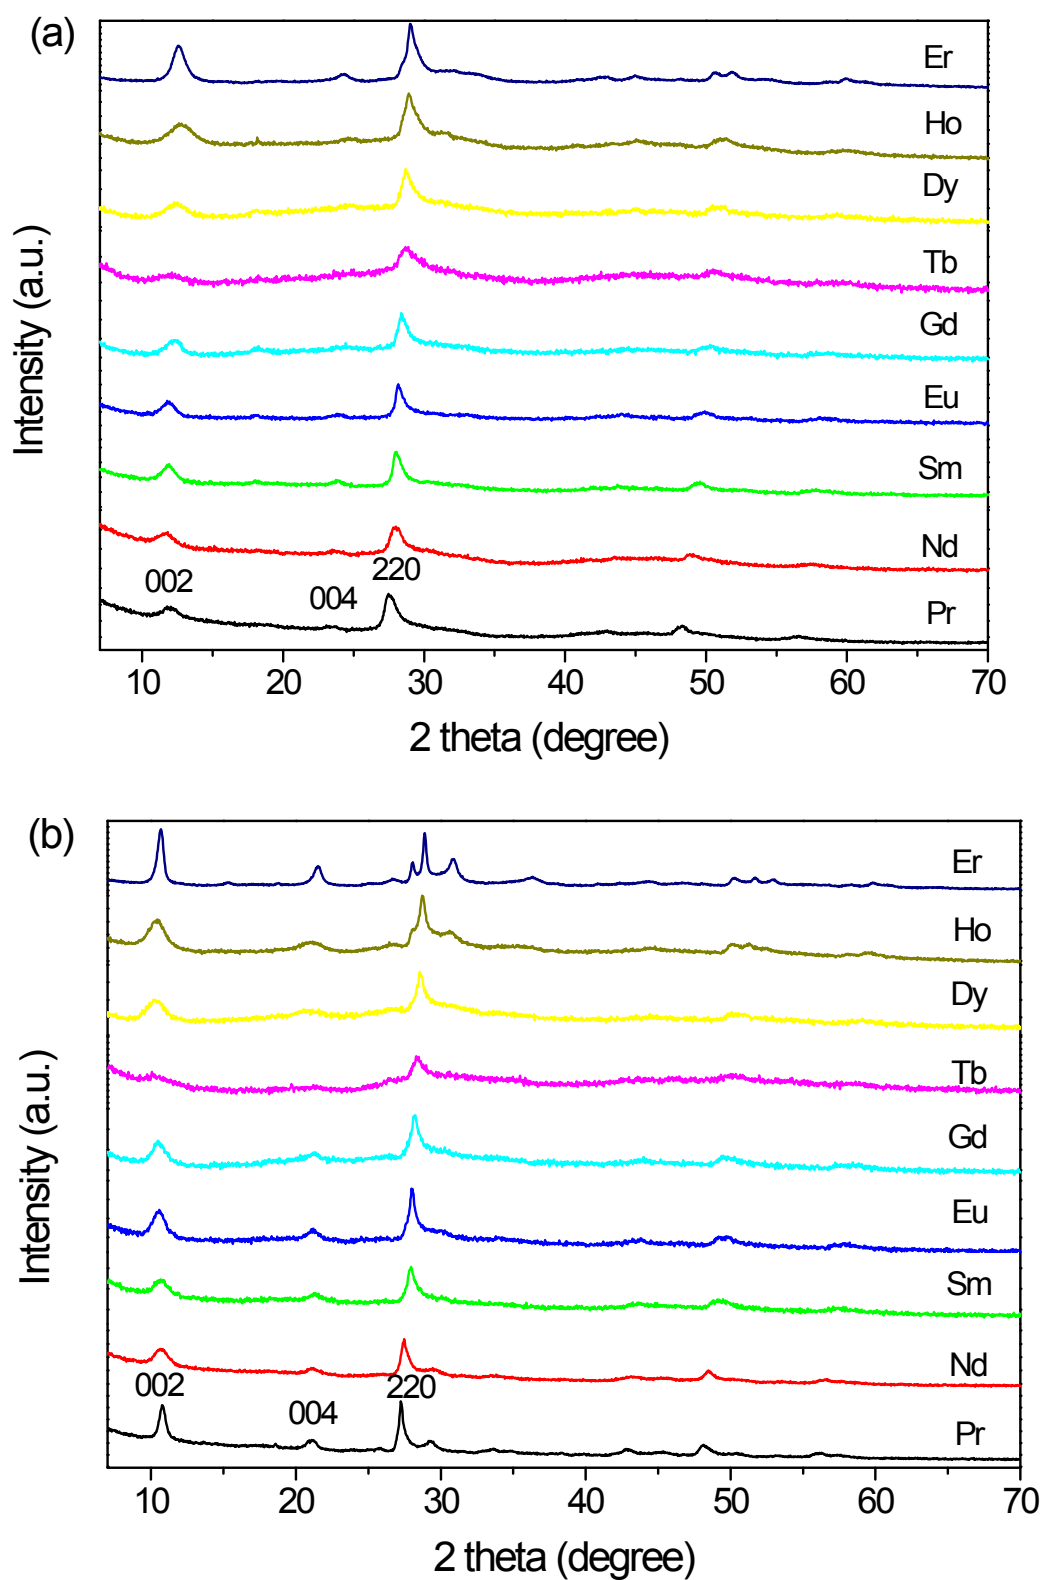 (a)
Er
Ho
Dy
Tb
Gd
Eu
Sm
Nd
Pr
002
004
220
Intensity (a.u.)
10 20 30 40 50 60 70
2 theta (degree)
(b)
Er
Ho
Dy
Tb
Gd
Eu
Sm
Nd
Pr
002
004
220
Intensity (a.u.)
10 20 30 40 50 60 70
2 theta (degree)